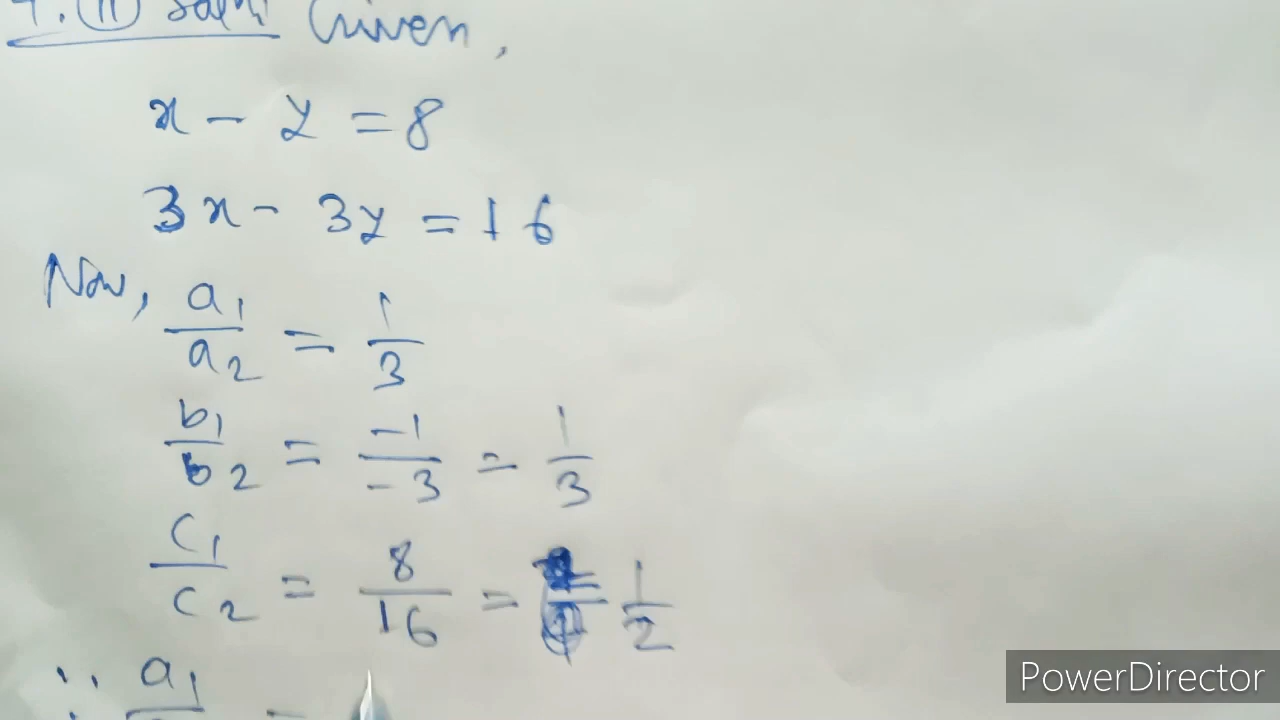 Given,
x - y = 8
3x - 3y = 16
Now, a1/a2 = 1/3
b1/b2 = -1/-3 = 1/3
c1/c2 = 8/16 = 1/2
∴ a1
PowerDirector